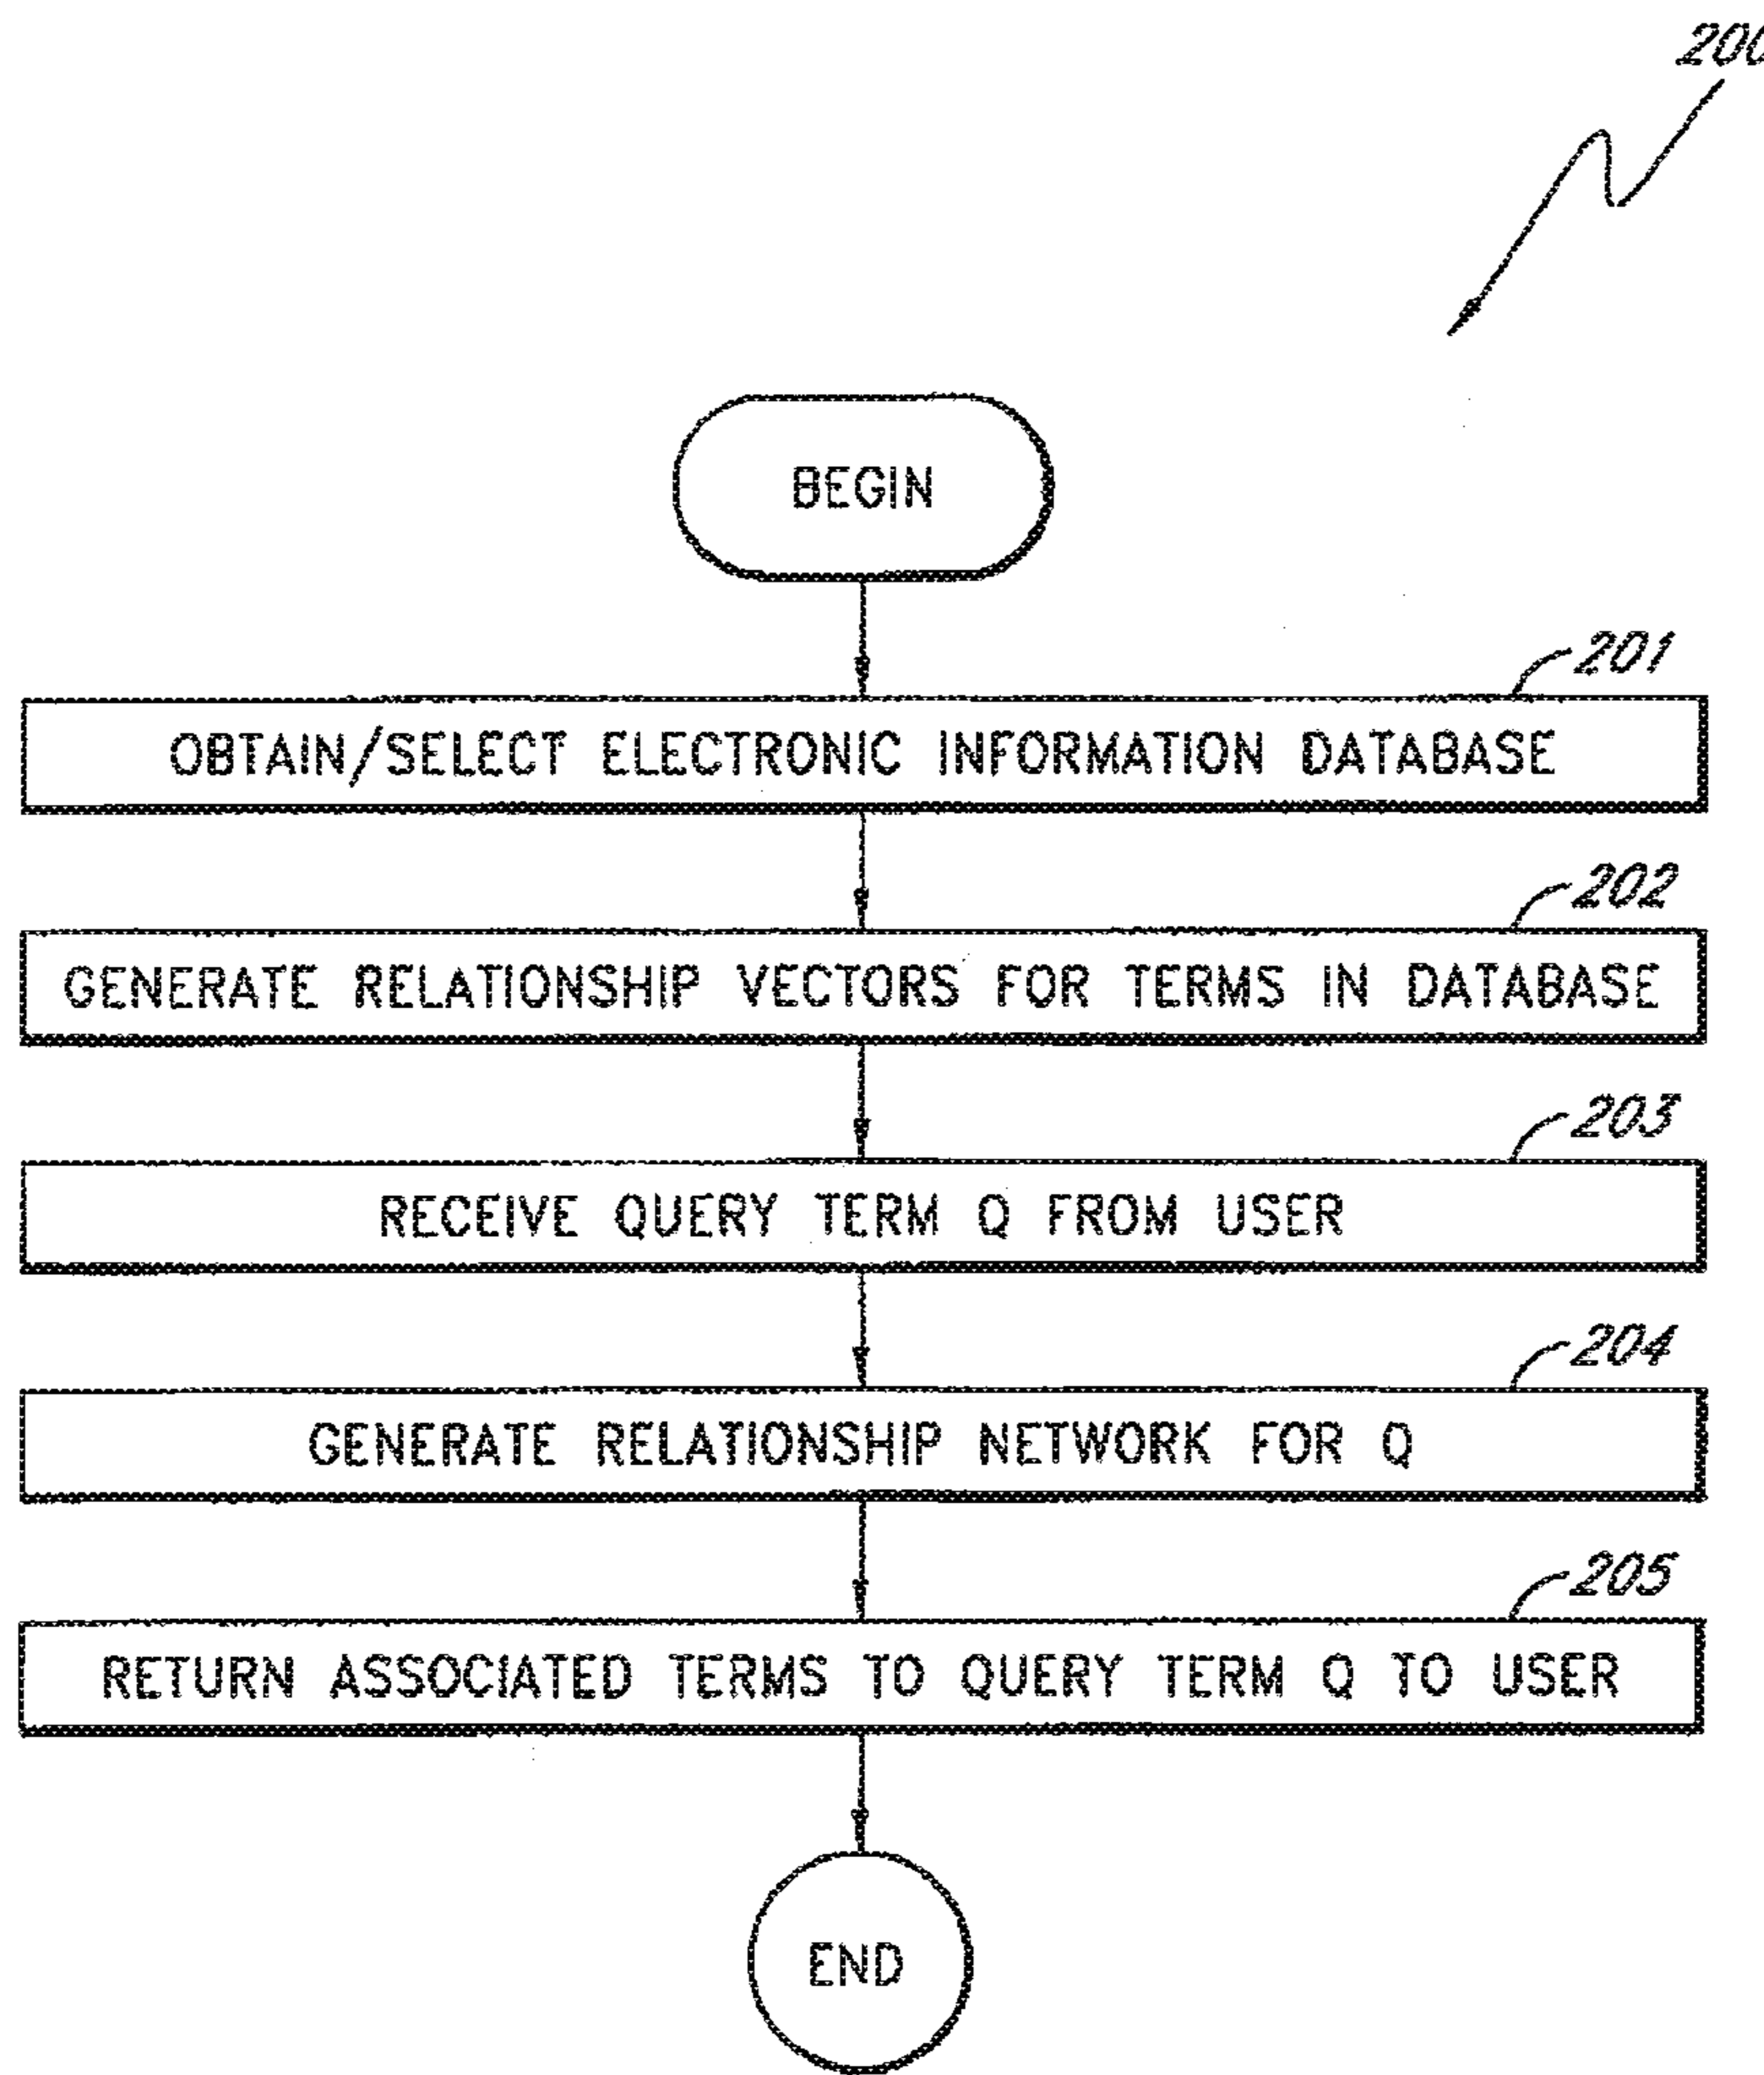 200
BEGIN
201
OBTAIN/SELECT ELECTRONIC INFORMATION DATABASE
202
GENERATE RELATIONSHIP VECTORS FOR TERMS IN DATABASE
203
RECEIVE QUERY TERM Q FROM USER
204
GENERATE RELATIONSHIP NETWORK FOR Q
205
RETURN ASSOCIATED TERMS TO QUERY TERM Q TO USER
END